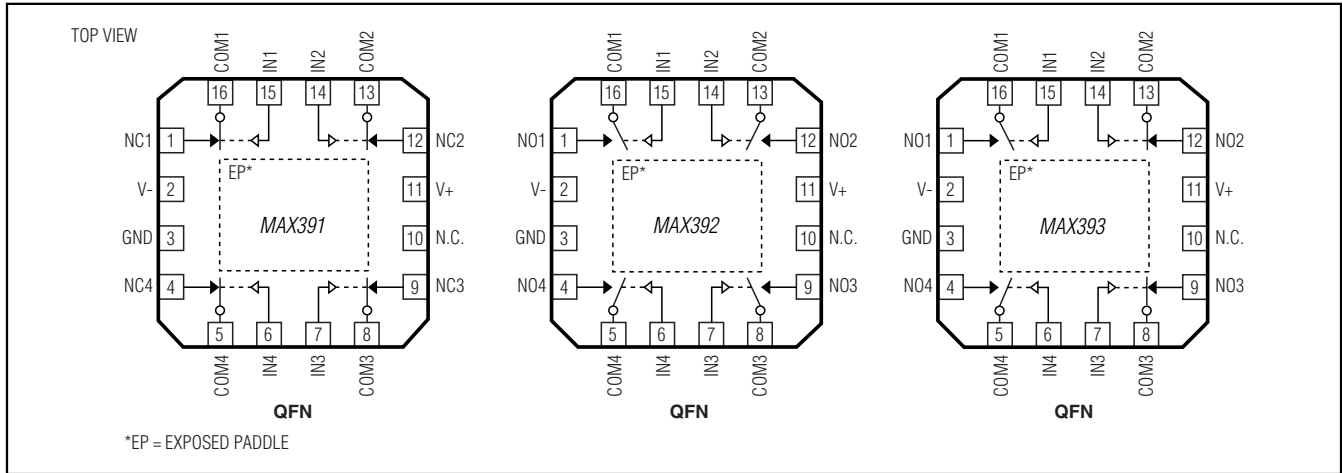 TOP VIEW
COM1 IN1 IN2 COM2
16 15 14 13
NC1 1 12 NC2
EP*
V- 2 11 V+
MAX391
GND 3 10 N.C.
NC4 4 9 NC3
5 6 7 8
COM4 IN4 IN3 COM3
QFN
COM1 IN1 IN2 COM2
16 15 14 13
NO1 1 12 NO2
EP*
V- 2 11 V+
MAX392
GND 3 10 N.C.
NO4 4 9 NO3
5 6 7 8
COM4 IN4 IN3 COM3
QFN
COM1 IN1 IN2 COM2
16 15 14 13
NO1 1 12 NO2
EP*
V- 2 11 V+
MAX393
GND 3 10 N.C.
NO4 4 9 NO3
5 6 7 8
COM4 IN4 IN3 COM3
QFN
*EP = EXPOSED PADDLE